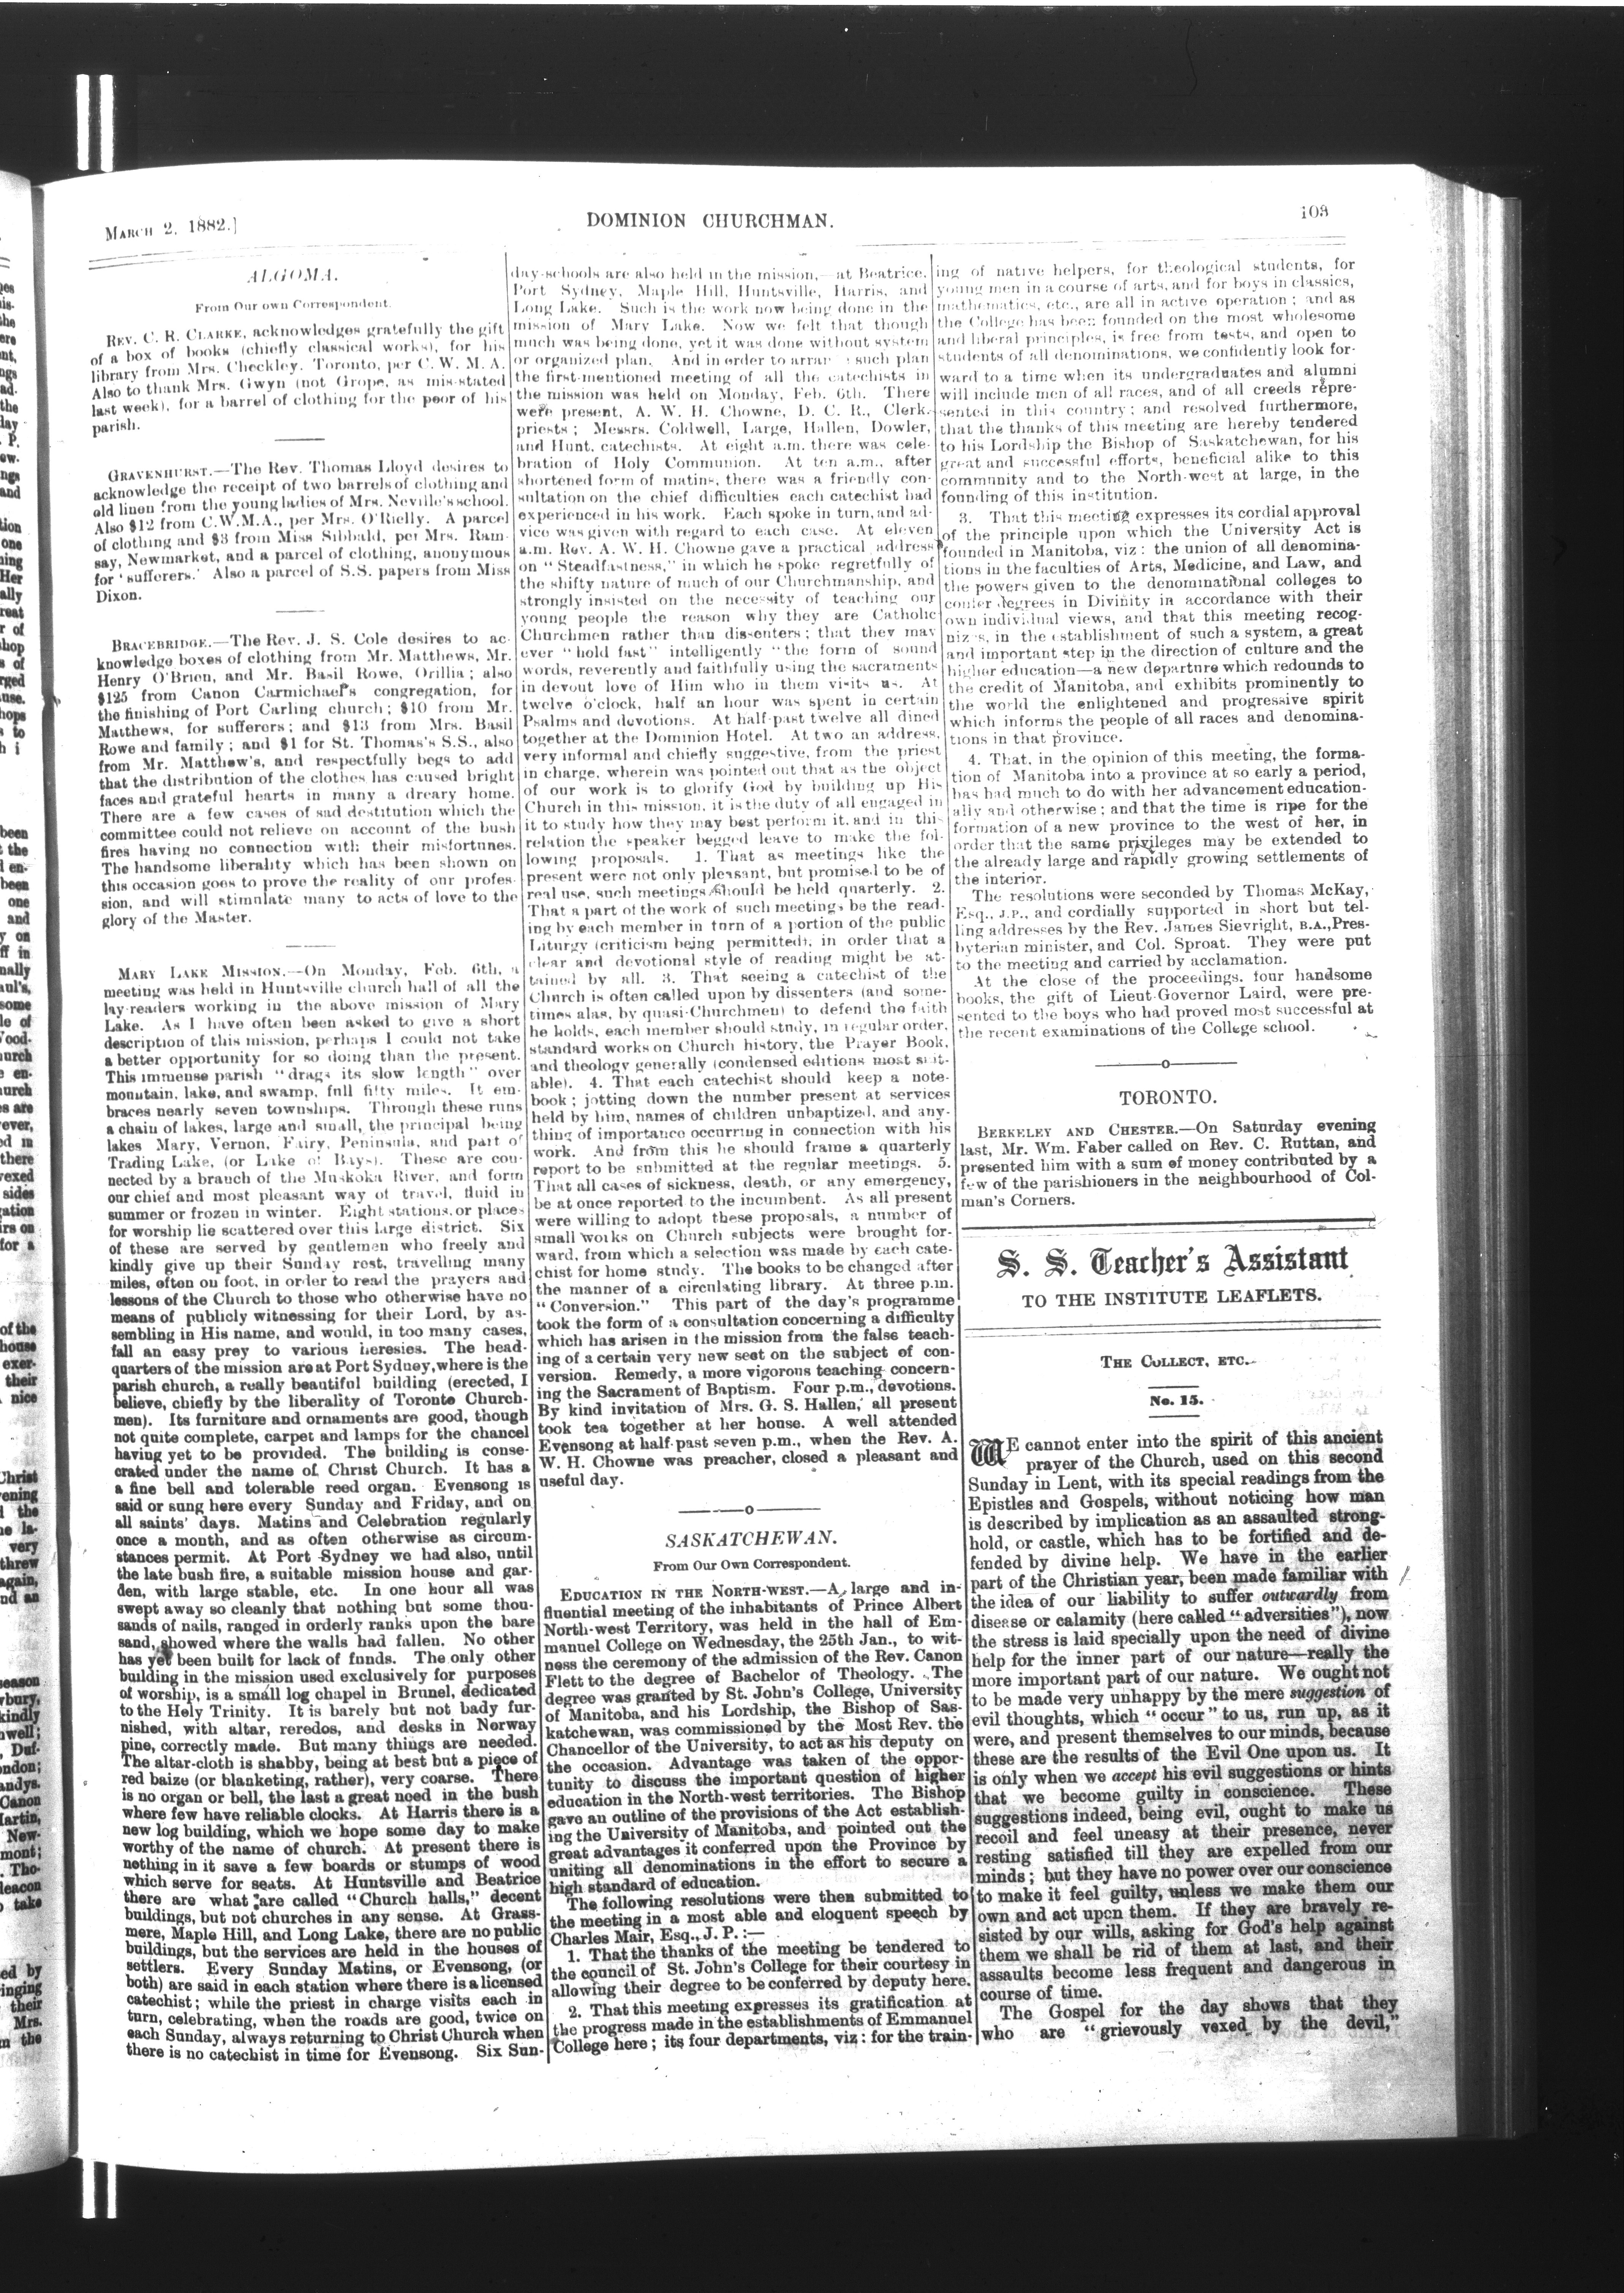 MARCH 2, 1882.]
DOMINION CHURCHMAN.
103
ALGOMA.
From Our own Correspondent.
REV. C. R. CLARKE, acknowledges gratefully the gift
of a box of books (chiefly classical works), for his
library from Mrs. Checkley, Toronto, per C. W. M. A.
Also to thank Mrs. Gwyn (not Grope, as mis-stated
last week), for a barrel of clothing for the poor of his
parish.
GRAVENHURST.—The Rev. Thomas Lloyd desires to
acknowledge the receipt of two barrels of clothing and
old linen from the young ladies of Mrs. Neville's school.
Also $12 from C.W.M.A., per Mrs. O'Rielly. A parcel
of clothing and $3 from Miss Sibbald, per Mrs. Ram-
say, Newmarket, and a parcel of clothing, anonymous
for 'sufferers.' Also a parcel of S.S. papers from Miss
Dixon.
BRACEBRIDGE.—The Rev. J. S. Cole desires to ac-
knowledge boxes of clothing from Mr. Matthews, Mr.
Henry O'Brien, and Mr. Basil Rowe, Orillia; also
$125 from Canon Carmichael's congregation, for
the finishing of Port Carling church; $10 from Mr.
Matthews, for sufferers; and $13 from Mrs. Basil
Rowe and family; and $1 for St. Thomas's S.S., also
from Mr. Matthew's, and respectfully begs to add
that the distribution of the clothes has caused bright
faces and grateful hearts in many a dreary home.
There are a few cases of sad destitution which the
committee could not relieve on account of the bush
fires having no connection with their misfortunes.
The handsome liberality which has been shown on
this occasion goes to prove the reality of our profes-
sion, and will stimulate many to acts of love to the
glory of the Master.
MARY LAKE MISSION.—On Monday, Feb. 6th, a
meeting was held in Huntsville church hall of all the
lay-readers working in the above mission of Mary
Lake. As I have often been asked to give a short
description of this mission, perhaps I could not take
a better opportunity for so doing than the present.
This immense parish "drags its slow length" over
mountain, lake, and swamp, full fifty miles. It em-
braces nearly seven townships. Through these runs
a chain of lakes, large and small, the principal being
lakes Mary, Vernon, Fairy, Peninsula, and part of
Trading Lake, (or Lake of Bays). These are con-
nected by a branch of the Muskoka River, and form
our chief and most pleasant way of travel, fluid in
summer or frozen in winter. Eight stations, or places
for worship lie scattered over this large district. Six
of these are served by gentlemen who freely and
kindly give up their Sunday rest, travelling many
miles, often on foot, in order to read the prayers and
lessons of the Church to those who otherwise have no
means of publicly witnessing for their Lord, by as-
sembling in His name, and would, in too many cases,
fall an easy prey to various heresies. The head-
quarters of the mission are at Port Sydney, where is the
parish church, a really beautiful building (erected, I
believe, chiefly by the liberality of Toronto Church-
men). Its furniture and ornaments are good, though
not quite complete, carpet and lamps for the chancel
having yet to be provided. The building is conse-
crated under the name of Christ Church. It has a
a fine bell and tolerable reed organ. Evensong is
said or sung here every Sunday and Friday, and on
all saints' days. Matins and Celebration regularly
once a month, and as often otherwise as circum-
stances permit. At Port Sydney we had also, until
the late bush fire, a suitable mission house and gar-
den, with large stable, etc. In one hour all was
swept away so cleanly that nothing but some thou-
sands of nails, ranged in orderly ranks upon the bare
sand, showed where the walls had fallen. No other
has yet been built for lack of funds. The only other
building in the mission used exclusively for purposes
of worship, is a small log chapel in Brunel, dedicated
to the Holy Trinity. It is barely but not bady fur-
nished, with altar, reredos, and desks in Norway
pine, correctly made. But many things are needed.
The altar-cloth is shabby, being at best but a piece of
red baize (or blanketing, rather), very coarse. There
is no organ or bell, the last a great need in the bush
where few have reliable clocks. At Harris there is a
new log building, which we hope some day to make
worthy of the name of church. At present there is
nothing in it save a few boards or stumps of wood
which serve for seats. At Huntsville and Beatrice
there are what are called "Church halls," decent
buildings, but not churches in any sense. At Grass-
mere, Maple Hill, and Long Lake, there are no public
buildings, but the services are held in the houses of
settlers. Every Sunday Matins, or Evensong, (or
both) are said in each station where there is a licensed
catechist; while the priest in charge visits each in
turn, celebrating, when the roads are good, twice on
each Sunday, always returning to Christ Church when
there is no catechist in time for Evensong. Six Sun-
day-schools are also held in the mission,—at Beatrice,
Port Sydney, Maple Hill, Huntsville, Harris, and
Long Lake. Such is the work now being done in the
mission of Mary Lake. Now we felt that though
much was being done, yet it was done without system
or organized plan. And in order to arrar such plan
the first-mentioned meeting of all the catechists in
the mission was held on Monday, Feb. 6th. There
were present, A. W. H. Chowne, D. C. R., Clerk-
priests; Messrs. Coldwell, Large, Hallen, Dowler,
and Hunt, catechists. At eight a.m. there was cele-
bration of Holy Communion. At ten a.m., after
shortened form of matins, there was a friendly con-
sultation on the chief difficulties each catechist had
experienced in his work. Each spoke in turn, and ad-
vice was given with regard to each case. At eleven
a.m. Rev. A. W. H. Chowne gave a practical address
on "Steadfastness," in which he spoke regretfully of
the shifty nature of much of our Churchmanship, and
strongly insisted on the necessity of teaching our
young people the reason why they are Catholic
Churchmen rather than dissenters; that they may
ever "hold fast" intelligently "the form of sound
words, reverently and faithfully using the sacraments
in devout love of Him who in them visits us. At
twelve o'clock, half an hour was spent in certain
Psalms and devotions. At half-past twelve all dined
together at the Dominion Hotel. At two an address,
very informal and chiefly suggestive, from the priest
in charge, wherein was pointed out that as the object
of our work is to glorify God by building up His
Church in this mission, it is the duty of all engaged in
it to study how they may best perform it, and in this
relation the speaker begged leave to make the fol-
lowing proposals. 1. That as meetings like the
present were not only pleasant, but promised to be of
real use, such meetings should be held quarterly. 2.
That a part of the work of such meetings be the read-
ing by each member in turn of a portion of the public
Liturgy (criticism being permitted), in order that a
clear and devotional style of reading might be at-
tained by all. 3. That seeing a catechist of the
Church is often called upon by dissenters (and some-
times alas, by quasi-Churchmen) to defend the faith
he holds, each member should study, in regular order,
standard works on Church history, the Prayer Book,
and theology generally (condensed editions most suit-
able). 4. That each catechist should keep a note-
book; jotting down the number present at services
held by him, names of children unbaptized, and any-
thing of importance occurring in connection with his
work. And from this he should frame a quarterly
report to be submitted at the regular meetings. 5.
That all cases of sickness, death, or any emergency,
be at once reported to the incumbent. As all present
were willing to adopt these proposals, a number of
small works on Church subjects were brought for-
ward, from which a selection was made by each cate-
chist for home study. The books to be changed after
the manner of a circulating library. At three p.m.
"Conversion." This part of the day's programme
took the form of a consultation concerning a difficulty
which has arisen in the mission from the false teach-
ing of a certain very new sect on the subject of con-
version. Remedy, a more vigorous teaching concern-
ing the Sacrament of Baptism. Four p.m., devotions.
By kind invitation of Mrs. G. S. Hallen, all present
took tea together at her house. A well attended
Evensong at half-past seven p.m., when the Rev. A.
W. H. Chowne was preacher, closed a pleasant and
useful day.
SASKATCHEWAN.
From Our Own Correspondent.
EDUCATION IN THE NORTH-WEST.—A large and in-
fluential meeting of the inhabitants of Prince Albert
North-west Territory, was held in the hall of Em-
manuel College on Wednesday, the 25th Jan., to wit-
ness the ceremony of the admission of the Rev. Canon
Flett to the degree of Bachelor of Theology. The
degree was granted by St. John's College, University
of Manitoba, and his Lordship, the Bishop of Sas-
katchewan, was commissioned by the Most Rev. the
Chancellor of the University, to act as his deputy on
the occasion. Advantage was taken of the oppor-
tunity to discuss the important question of higher
education in the North-west territories. The Bishop
gave an outline of the provisions of the Act establish-
ing the University of Manitoba, and pointed out the
great advantages it conferred upon the Province by
uniting all denominations in the effort to secure a
high standard of education.
The following resolutions were then submitted to
the meeting in a most able and eloquent speech by
Charles Mair, Esq., J. P.:—
1. That the thanks of the meeting be tendered to
the council of St. John's College for their courtesy in
allowing their degree to be conferred by deputy here.
2. That this meeting expresses its gratification at
the progress made in the establishments of Emmanuel
College here; its four departments, viz: for the train-
ing of native helpers, for theological students, for
young men in a course of arts, and for boys in classics,
mathematics, etc., are all in active operation; and as
the College has been founded on the most wholesome
and liberal principles, is free from tests, and open to
students of all denominations, we confidently look for-
ward to a time when its undergraduates and alumni
will include men of all races, and of all creeds repre-
sented in this country; and resolved furthermore,
that the thanks of this meeting are hereby tendered
to his Lordship the Bishop of Saskatchewan, for his
great and successful efforts, beneficial alike to this
community and to the North-west at large, in the
founding of this institution.
3. That this meeting expresses its cordial approval
of the principle upon which the University Act is
founded in Manitoba, viz: the union of all denomina-
tions in the faculties of Arts, Medicine, and Law, and
the powers given to the denominational colleges to
confer degrees in Divinity in accordance with their
own individual views, and that this meeting recog-
nizes, in the establishment of such a system, a great
and important step in the direction of culture and the
higher education—a new departure which redounds to
the credit of Manitoba, and exhibits prominently to
the world the enlightened and progressive spirit
which informs the people of all races and denomina-
tions in that province.
4. That, in the opinion of this meeting, the forma-
tion of Manitoba into a province at so early a period,
has had much to do with her advancement education-
ally and otherwise; and that the time is ripe for the
formation of a new province to the west of her, in
order that the same privileges may be extended to
the already large and rapidly growing settlements of
the interior.
The resolutions were seconded by Thomas McKay,
Esq., J.P., and cordially supported in short but tel-
ling addresses by the Rev. James Sievright, B.A., Pres-
byterian minister, and Col. Sproat. They were put
to the meeting and carried by acclamation.
At the close of the proceedings, four handsome
books, the gift of Lieut-Governor Laird, were pre-
sented to the boys who had proved most successful at
the recent examinations of the College school.
TORONTO.
BERKELEY AND CHESTER.—On Saturday evening
last, Mr. Wm. Faber called on Rev. C. Ruttan, and
presented him with a sum of money contributed by a
few of the parishioners in the neighbourhood of Col-
man's Corners.
S. S. Teacher's Assistant
TO THE INSTITUTE LEAFLETS.
THE COLLECT, ETC.
No. 15.
WE cannot enter into the spirit of this ancient
prayer of the Church, used on this second
Sunday in Lent, with its special readings from the
Epistles and Gospels, without noticing how man
is described by implication as an assaulted strong-
hold, or castle, which has to be fortified and de-
fended by divine help. We have in the earlier
part of the Christian year, been made familiar with
the idea of our liability to suffer outwardly from
disease or calamity (here called "adversities"), now
the stress is laid specially upon the need of divine
help for the inner part of our nature—really the
more important part of our nature. We ought not
to be made very unhappy by the mere suggestion of
evil thoughts, which "occur" to us, run up, as it
were, and present themselves to our minds, because
these are the results of the Evil One upon us. It
is only when we accept his evil suggestions or hints
that we become guilty in conscience. These
suggestions indeed, being evil, ought to make us
recoil and feel uneasy at their presence, never
resting satisfied till they are expelled from our
minds; but they have no power over our conscience
to make it feel guilty, unless we make them our
own and act upon them. If they are bravely re-
sisted by our wills, asking for God's help against
them we shall be rid of them at last, and their
assaults become less frequent and dangerous in
course of time.
The Gospel for the day shows that they
who are "grievously vexed by the devil,"